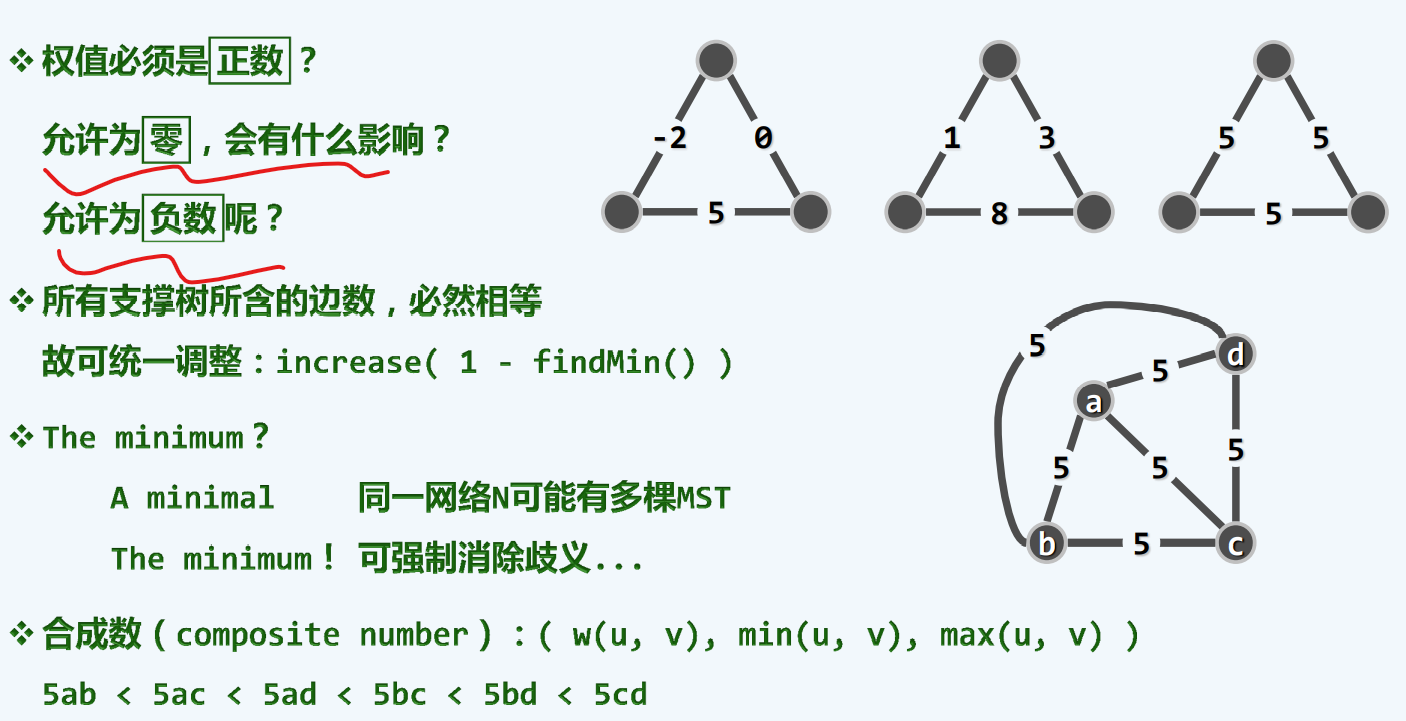 ❖ 权值必须是正数？
允许为零，会有什么影响？
允许为负数呢？
-2 0
5
1 3
8
5 5
5
❖ 所有支撑树所含的边数，必然相等
故可统一调整：increase( 1 - findMin() )
❖ The minimum？
A minimal 同一网络N可能有多棵MST
The minimum！ 可强制消除歧义...
5
d
5
a
5
5 5
b 5 c
❖ 合成数（composite number）：( w(u, v), min(u, v), max(u, v) )
5ab < 5ac < 5ad < 5bc < 5bd < 5cd